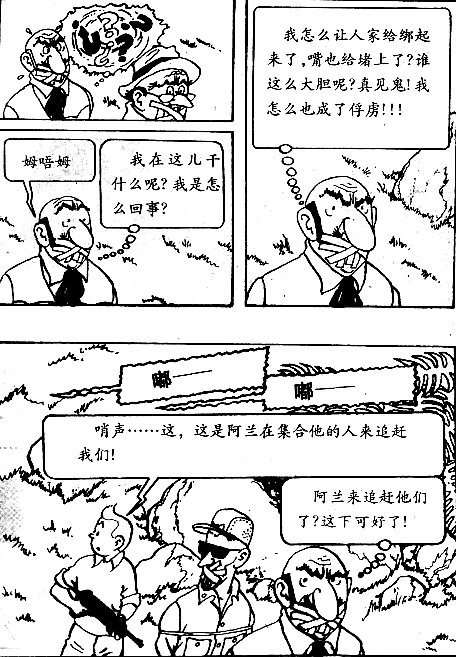 ?
?
?
我怎么让人家给绑起
来了,嘴也给堵上了?谁
这么大胆呢?真见鬼!我
怎么也成了俘虏!!!
姆唔姆
我在这儿干
什么呢?我是怎
么回事?
嘟——
嘟——
哨声……这,这是阿兰在集合他的人来追赶
我们!
阿兰来追赶他们
了?这下可好了!